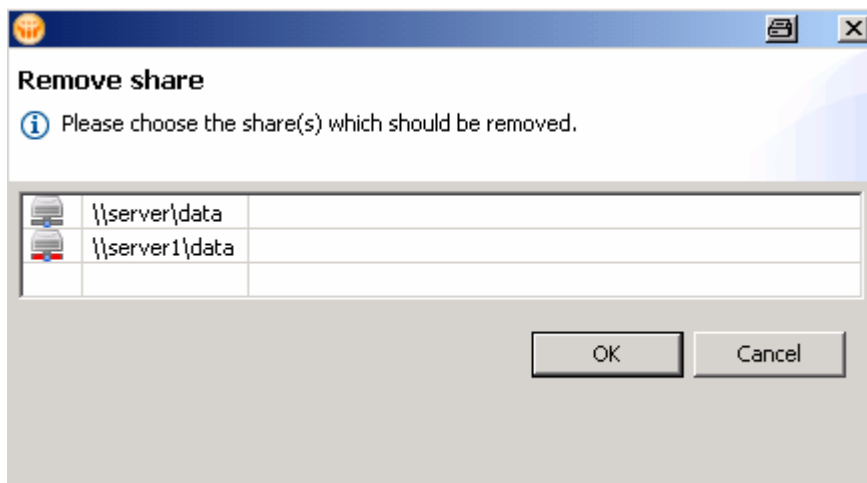 Remove share
Please choose the share(s) which should be removed.
\\server\data
\\server1\data
OK Cancel